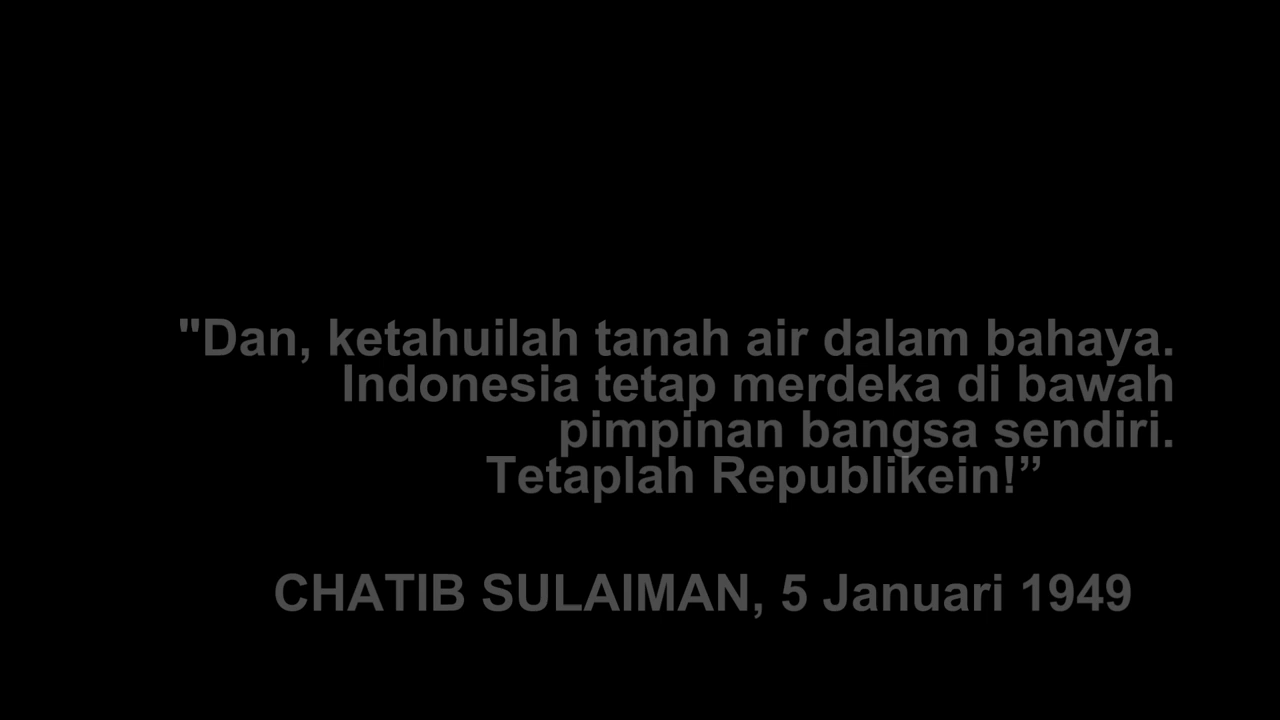 "Dan, ketahuilah tanah air dalam bahaya.
Indonesia tetap merdeka di bawah
pimpinan bangsa sendiri.
Tetaplah Republikein!”
CHATIB SULAIMAN, 5 Januari 1949